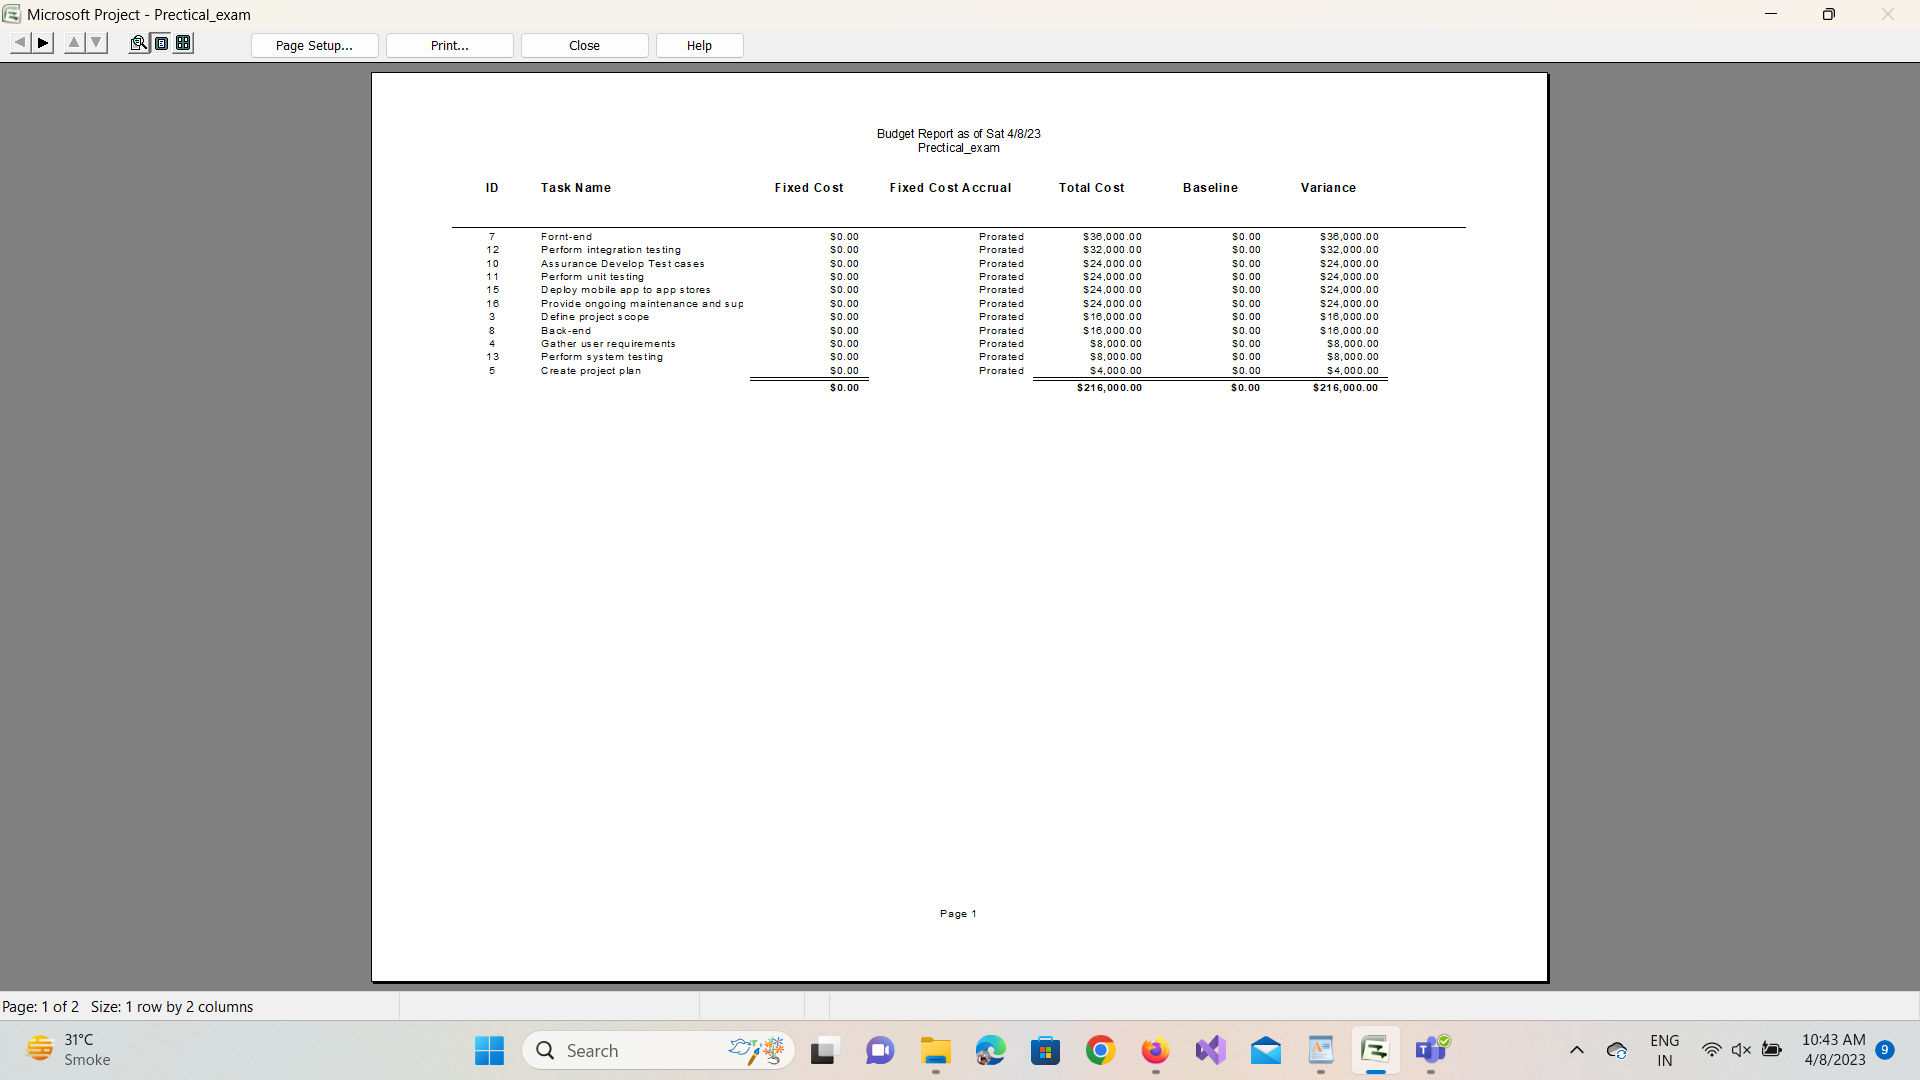 Microsoft Project - Prectical_exam
Page Setup... Print... Close Help
Budget Report as of Sat 4/8/23
Prectical_exam
ID Task Name Fixed Cost Fixed Cost Accrual Total Cost Baseline Variance
7 Fornt-end $0.00 Prorated $36,000.00 $0.00 $36,000.00
12 Perform integration testing $0.00 Prorated $32,000.00 $0.00 $32,000.00
10 Assurance Develop Test cases $0.00 Prorated $24,000.00 $0.00 $24,000.00
11 Perform unit testing $0.00 Prorated $24,000.00 $0.00 $24,000.00
15 Deploy mobile app to app stores $0.00 Prorated $24,000.00 $0.00 $24,000.00
16 Provide ongoing maintenance and sup $0.00 Prorated $24,000.00 $0.00 $24,000.00
3 Define project scope $0.00 Prorated $16,000.00 $0.00 $16,000.00
8 Back-end $0.00 Prorated $16,000.00 $0.00 $16,000.00
4 Gather user requirements $0.00 Prorated $8,000.00 $0.00 $8,000.00
13 Perform system testing $0.00 Prorated $8,000.00 $0.00 $8,000.00
5 Create project plan $0.00 Prorated $4,000.00 $0.00 $4,000.00
$0.00 $216,000.00 $0.00 $216,000.00
Page 1
Page: 1 of 2 Size: 1 row by 2 columns
31°C
Smoke
Search
ENG
IN
10:43 AM
4/8/2023
9